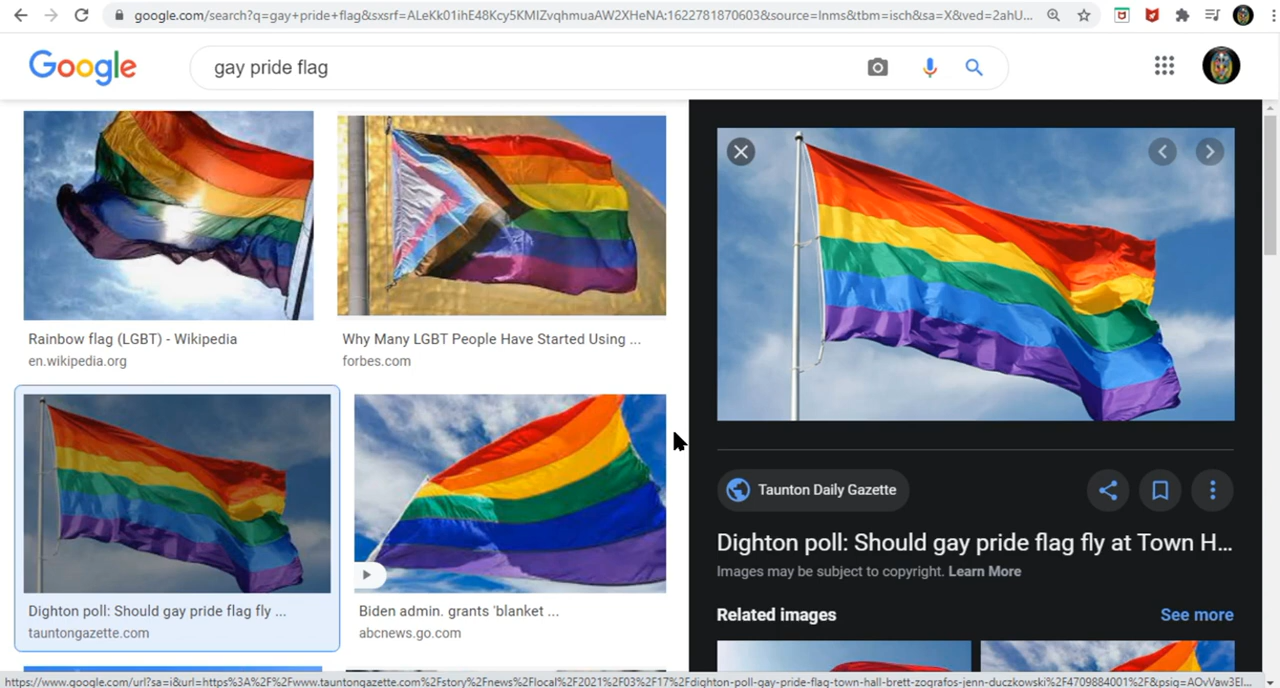 google.com/search?q=gay+pride+flag&sxsrf=ALeKk01ihE48Kcy5KMIZvqhmuaAW2XHeNA:1622781870603&source=lnms&tbm=isch&sa=X&ved=2ahU...
Google
gay pride flag
Rainbow flag (LGBT) - Wikipedia
en.wikipedia.org
Why Many LGBT People Have Started Using ...
forbes.com
Dighton poll: Should gay pride flag fly ...
tauntongazette.com
Biden admin. grants 'blanket ...
abcnews.go.com
Taunton Daily Gazette
Dighton poll: Should gay pride flag fly at Town H...
Images may be subject to copyright. Learn More
Related images
See more
https://www.google.com/url?sa=i&url=https%3A%2F%2Fwww.tauntongazette.com%2Fstory%2Fnews%2Flocal%2F2021%2F03%2F17%2Fdighton-poll-gay-pride-flag-town-hall-brett-zografos-jenn-duczkowski%2F4709884001%2F&psig=AOvVaw3El...